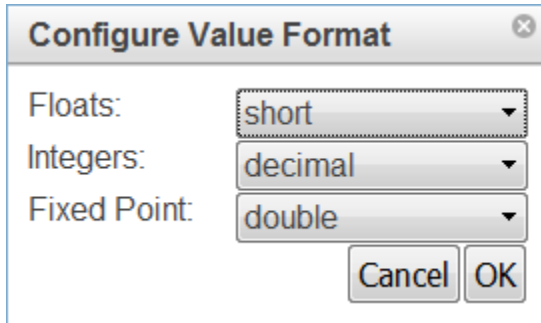 Configure Value Format
Floats: short
Integers: decimal
Fixed Point: double
Cancel OK